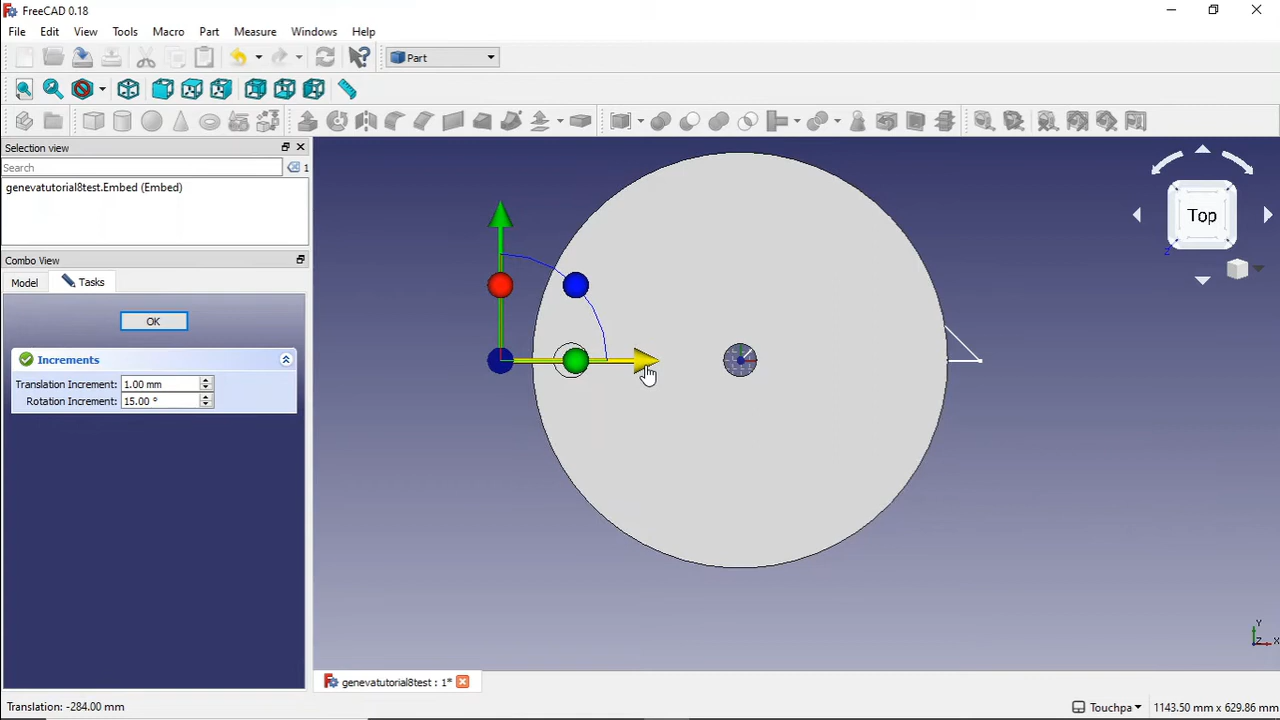 FreeCAD 0.18
File Edit View Tools Macro Part Measure Windows Help
Part
Selection view
Search
1
genevatutorial8test.Embed (Embed)
Combo View
Model Tasks
OK
Increments
Translation Increment: 1.00 mm
Rotation Increment: 15.00 °
Top
Z
Y
Z X
genevatutorial8test : 1*
Translation: -284.00 mm
Touchpa
1143.50 mm x 629.86 mm